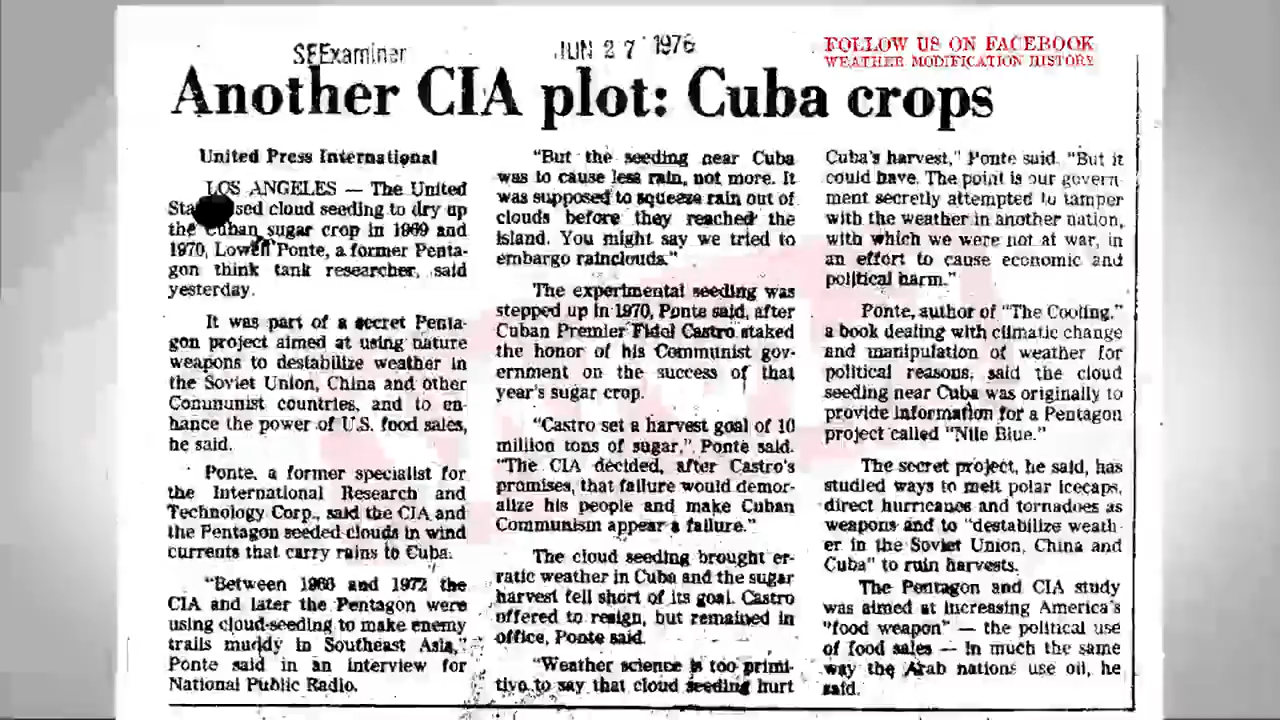 SFExaminer
JUN 27 1976
FOLLOW US ON FACEBOOK
WEATHER MODIFICATION HISTORY
Another CIA plot: Cuba crops
United Press International
LOS ANGELES — The United
Sta sed cloud seeding to dry up
the Cuban sugar crop in 1969 and
1970, Lowell Ponte, a former Penta-
gon think tank researcher, said
yesterday.
It was part of a secret Penta-
gon project aimed at using nature
weapons to destabilize weather in
the Soviet Union, China and other
Communist countries, and to en-
hance the power of U.S. food sales,
he said.
Ponte, a former specialist for
the International Research and
Technology Corp., said the CIA and
the Pentagon seeded clouds in wind
currents that carry rains to Cuba.
"Between 1966 and 1972 the
CIA and later the Pentagon were
using cloud-seeding to make enemy
trails muddy in Southeast Asia,"
Ponte said in an interview for
National Public Radio.
"But the seeding near Cuba
was to cause less rain, not more. It
was supposed to squeeze rain out of
clouds before they reached the
island. You might say we tried to
embargo rainclouds."
The experimental seeding was
stepped up in 1970, Ponte said, after
Cuban Premier Fidel Castro staked
the honor of his Communist gov-
ernment on the success of that
year's sugar crop.
"Castro set a harvest goal of 10
million tons of sugar," Ponte said.
"The CIA decided, after Castro's
promises, that failure would demor-
alize his people and make Cuban
Communism appear a failure."
The cloud seeding brought er-
ratic weather in Cuba and the sugar
harvest fell short of its goal. Castro
offered to resign, but remained in
office, Ponte said.
"Weather science is too primi-
tive to say that cloud seeding hurt
Cuba's harvest," Ponte said. "But it
could have. The point is our govern-
ment secretly attempted to tamper
with the weather in another nation,
with which we were not at war, in
an effort to cause economic and
political harm."
Ponte, author of "The Cooling,"
a book dealing with climatic change
and manipulation of weather for
political reasons, said the cloud
seeding near Cuba was originally to
provide information for a Pentagon
project called "Nile Blue."
The secret project, he said, has
studied ways to melt polar icecaps,
direct hurricanes and tornadoes as
weapons and to "destabilize weath-
er in the Soviet Union, China and
Cuba" to ruin harvests.
The Pentagon and CIA study
was aimed at increasing America's
"food weapon" — the political use
of food sales — in much the same
way the Arab nations use oil, he
said.